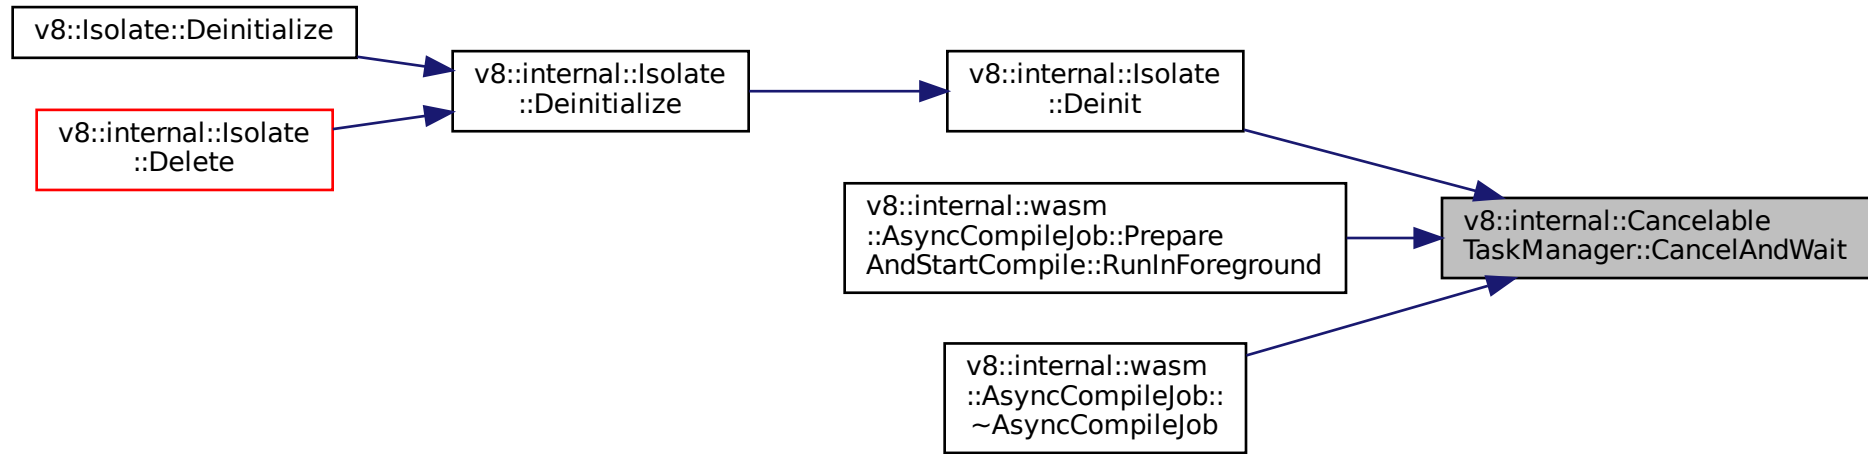 v8::Isolate::Deinitialize
v8::internal::Isolate
::Delete
v8::internal::Isolate
::Deinitialize
v8::internal::Isolate
::Deinit
v8::internal::wasm
::AsyncCompileJob::Prepare
AndStartCompile::RunInForeground
v8::internal::wasm
::AsyncCompileJob::
~AsyncCompileJob
v8::internal::Cancelable
TaskManager::CancelAndWait